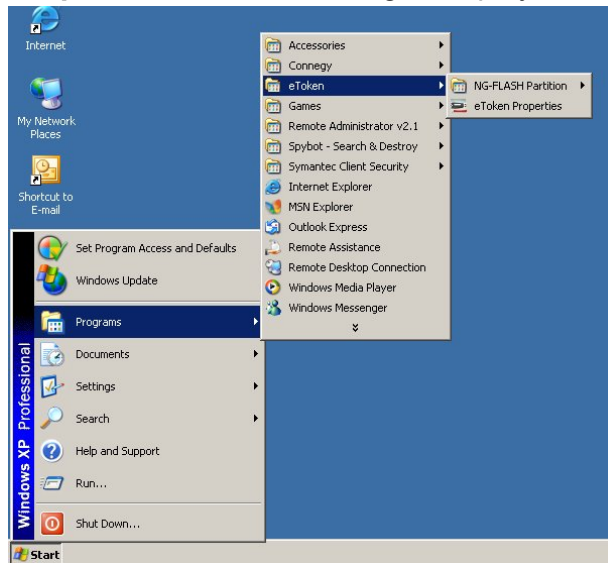 Internet
My Network
Places
Shortcut to
E-mail
Accessories
Connegy
eToken
Games
Remote Administrator v2.1
Spybot - Search & Destroy
Symantec Client Security
Internet Explorer
MSN Explorer
Outlook Express
Remote Assistance
Remote Desktop Connection
Windows Media Player
Windows Messenger
NG-FLASH Partition
eToken Properties
Set Program Access and Defaults
Windows Update
Programs
Documents
Settings
Search
Help and Support
Run...
Shut Down...
Windows XP Professional
Start